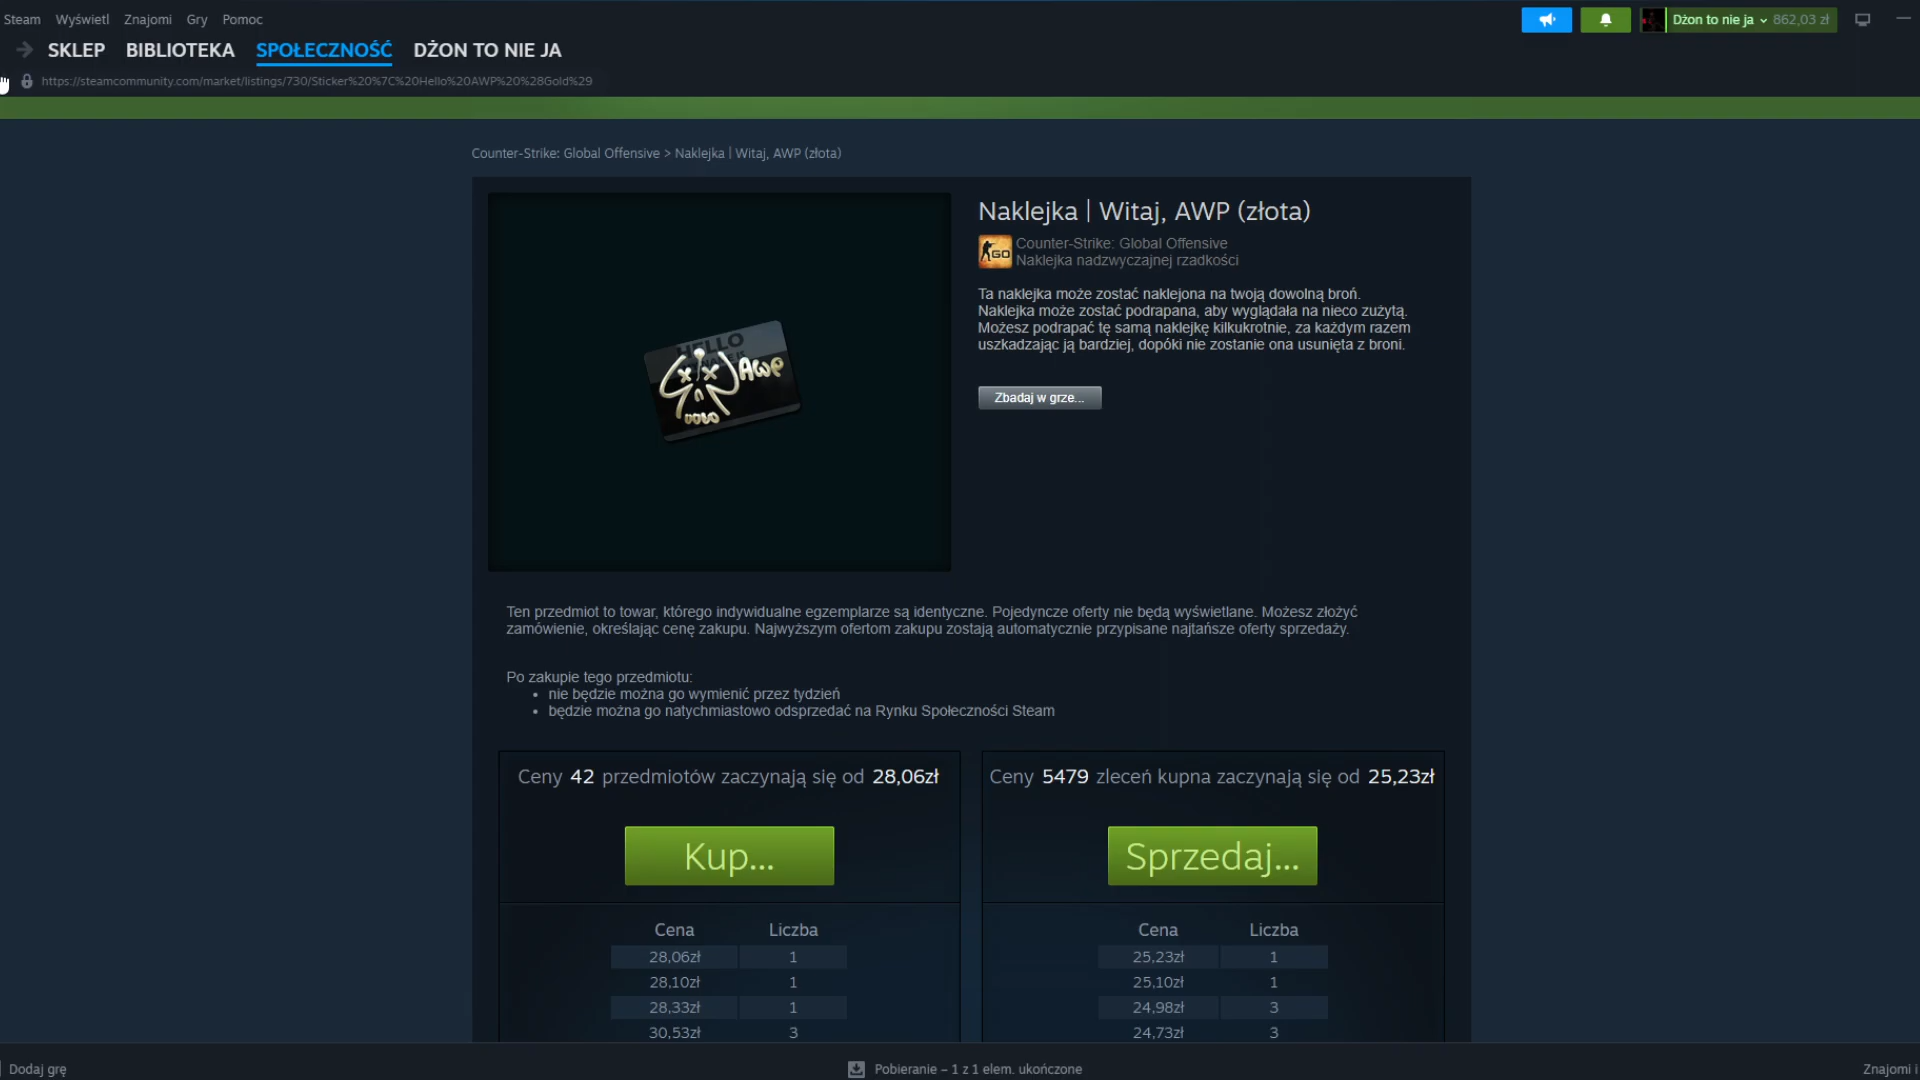 Steam Wyświetl Znajomi Gry Pomoc
Dżon to nie ja 862,03 zł
SKLEP BIBLIOTEKA SPOŁECZNOŚĆ DŻON TO NIE JA
https://steamcommunity.com/market/listings/730/Sticker%20%7C%20Hello%20AWP%20%28Gold%29
Counter-Strike: Global Offensive > Naklejka | Witaj, AWP (złota)
HELLO
AWP
Naklejka | Witaj, AWP (złota)
GO
Counter-Strike: Global Offensive
Naklejka nadzwyczajnej rzadkości
Ta naklejka może zostać naklejona na twoją dowolną broń.
Naklejka może zostać podrapana, aby wyglądała na nieco zużytą.
Możesz podrapać tę samą naklejkę kilkukrotnie, za każdym razem
uszkadzając ją bardziej, dopóki nie zostanie ona usunięta z broni.
Zbadaj w grze...
Ten przedmiot to towar, którego indywidualne egzemplarze są identyczne. Pojedyncze oferty nie będą wyświetlane. Możesz złożyć
zamówienie, określając cenę zakupu. Najwyższym ofertom zakupu zostają automatycznie przypisane najtańsze oferty sprzedaży.
Po zakupie tego przedmiotu:
• nie będzie można go wymienić przez tydzień
• będzie można go natychmiastowo odsprzedać na Rynku Społeczności Steam
Ceny 42 przedmiotów zaczynają się od 28,06zł
Kup...
Cena Liczba
28,06zł 1
28,10zł 1
28,33zł 1
30,53zł 3
Ceny 5479 zleceń kupna zaczynają się od 25,23zł
Sprzedaj...
Cena Liczba
25,23zł 1
25,10zł 1
24,98zł 3
24,73zł 3
Dodaj grę
Pobieranie – 1 z 1 elem. ukończone
Znajomi i